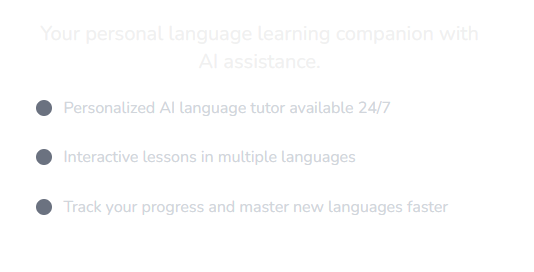 Your personal language learning companion with
AI assistance.
Personalized AI language tutor available 24/7
Interactive lessons in multiple languages
Track your progress and master new languages faster